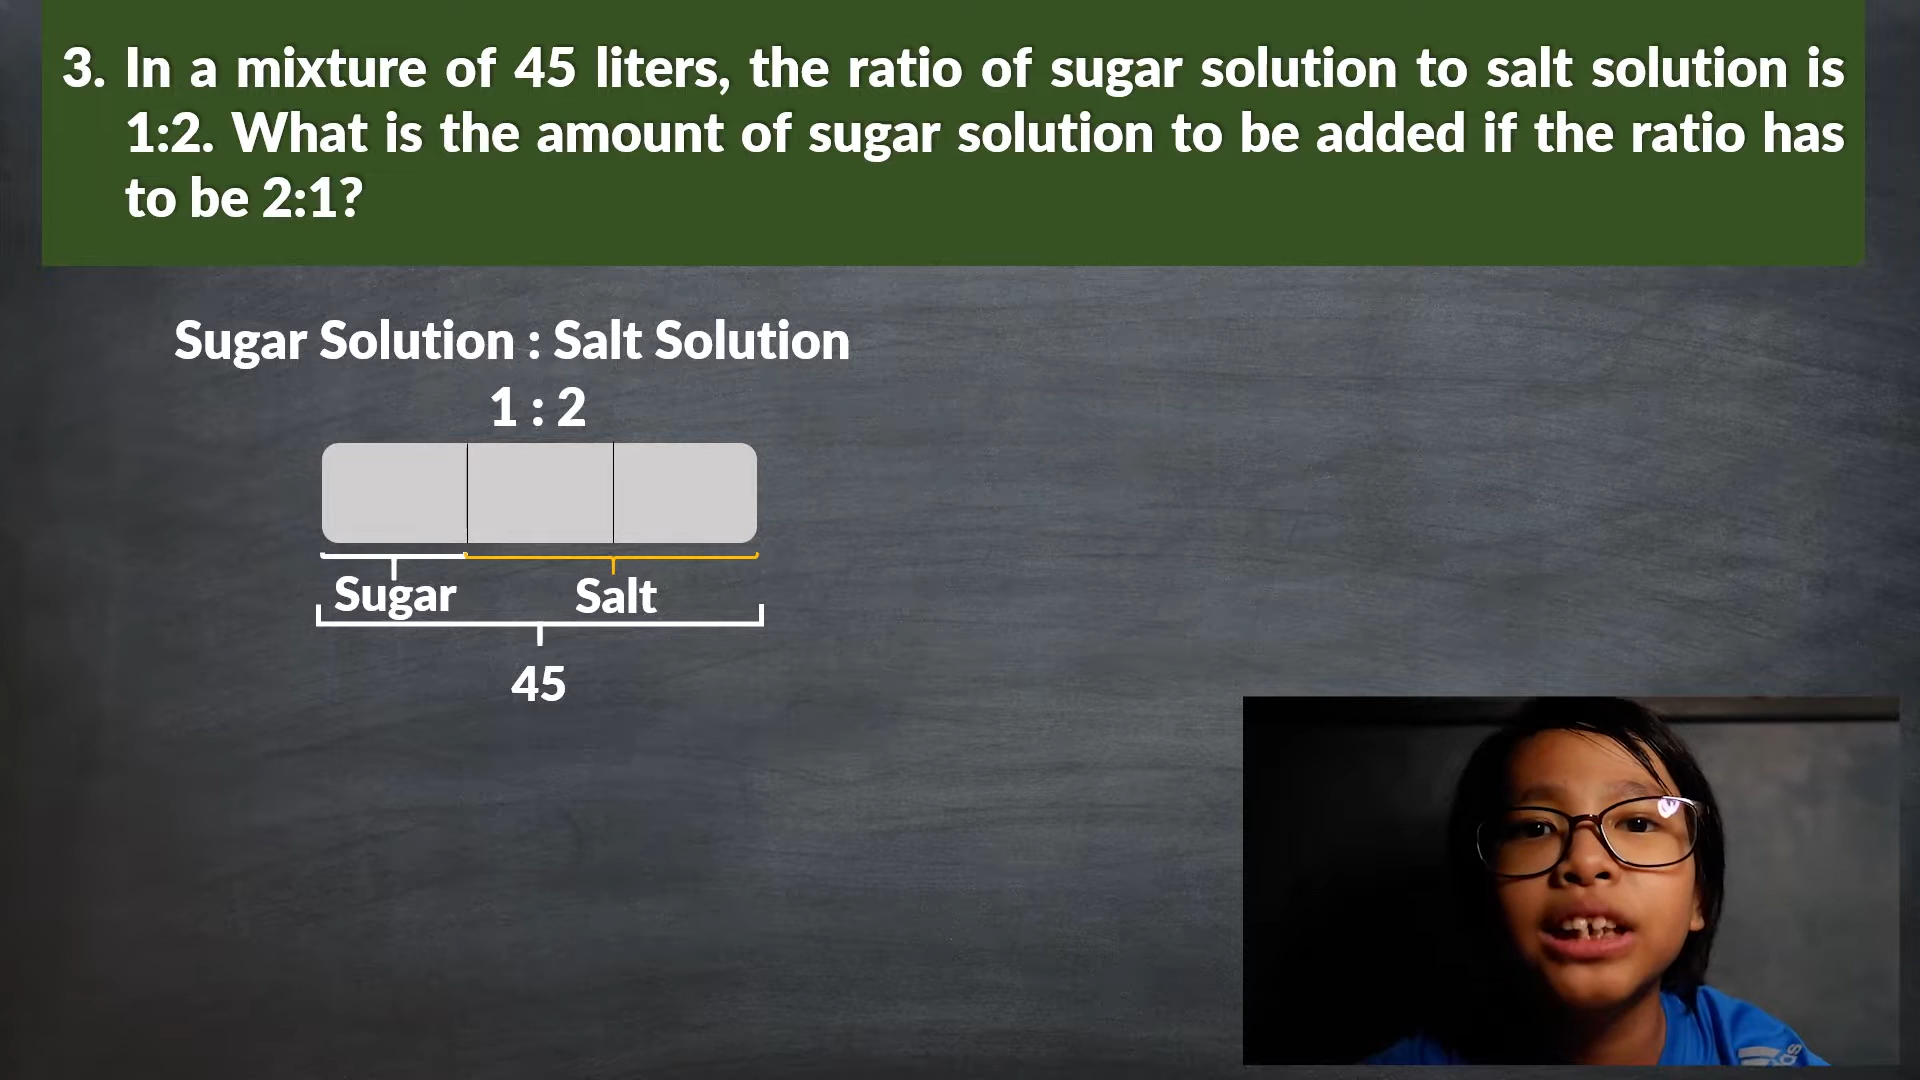 3. In a mixture of 45 liters, the ratio of sugar solution to salt solution is
1:2. What is the amount of sugar solution to be added if the ratio has
to be 2:1?
Sugar Solution : Salt Solution
1 : 2
Sugar
Salt
45